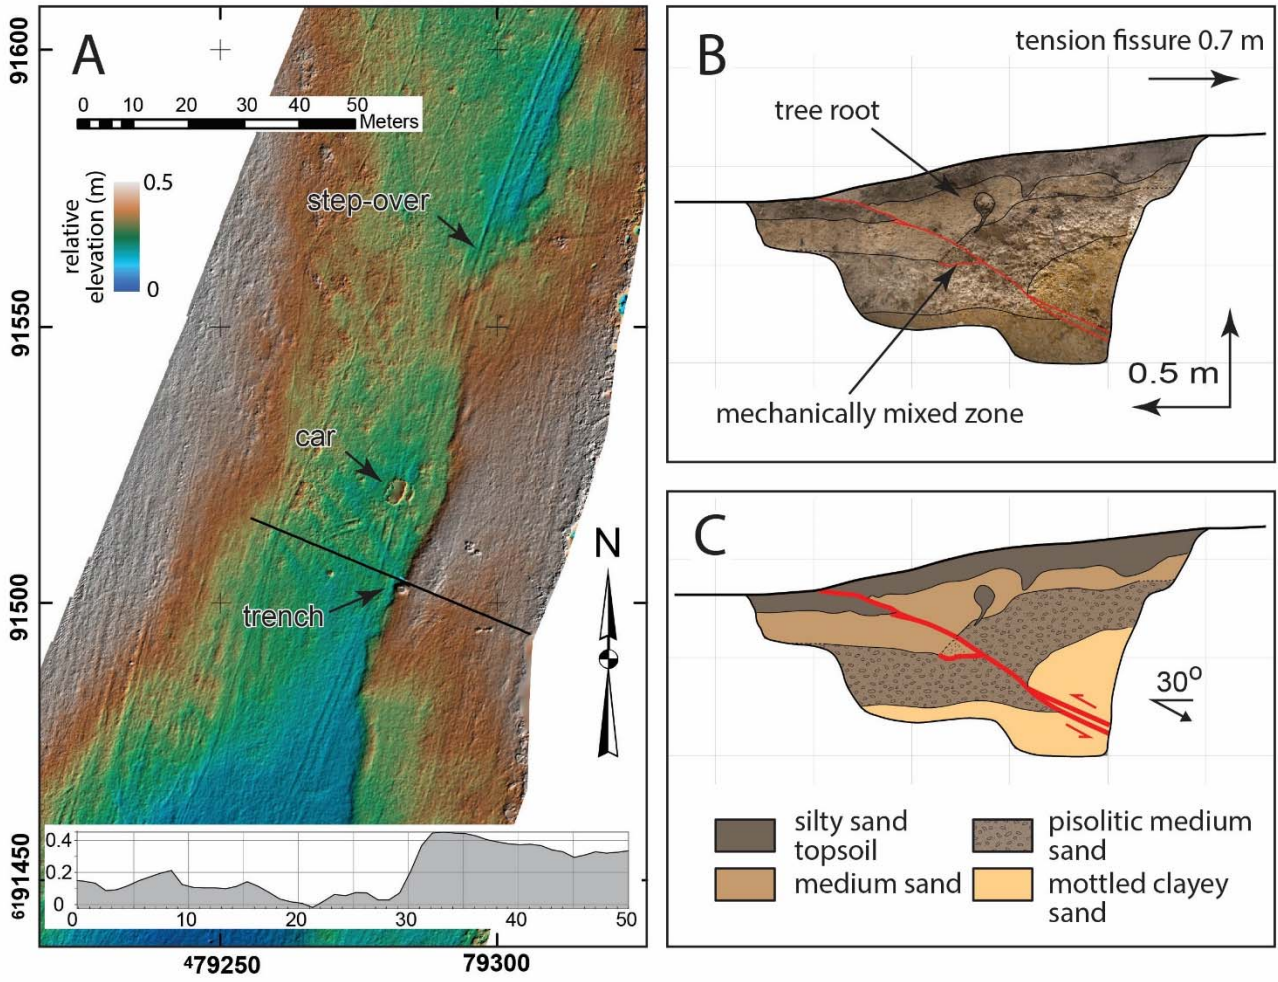 A
91600
0 10 20 30 40 50
Meters
relative
elevation (m)
0.5
0
step-over
91550
car
91500
trench
N
6191450
0.4
0.2
0
0 10 20 30 40 50
479250
79300
B
tension fissure 0.7 m
tree root
0.5 m
mechanically mixed zone
C
30o
silty sand
topsoil
medium sand
pisolitic medium
sand
mottled clayey
sand